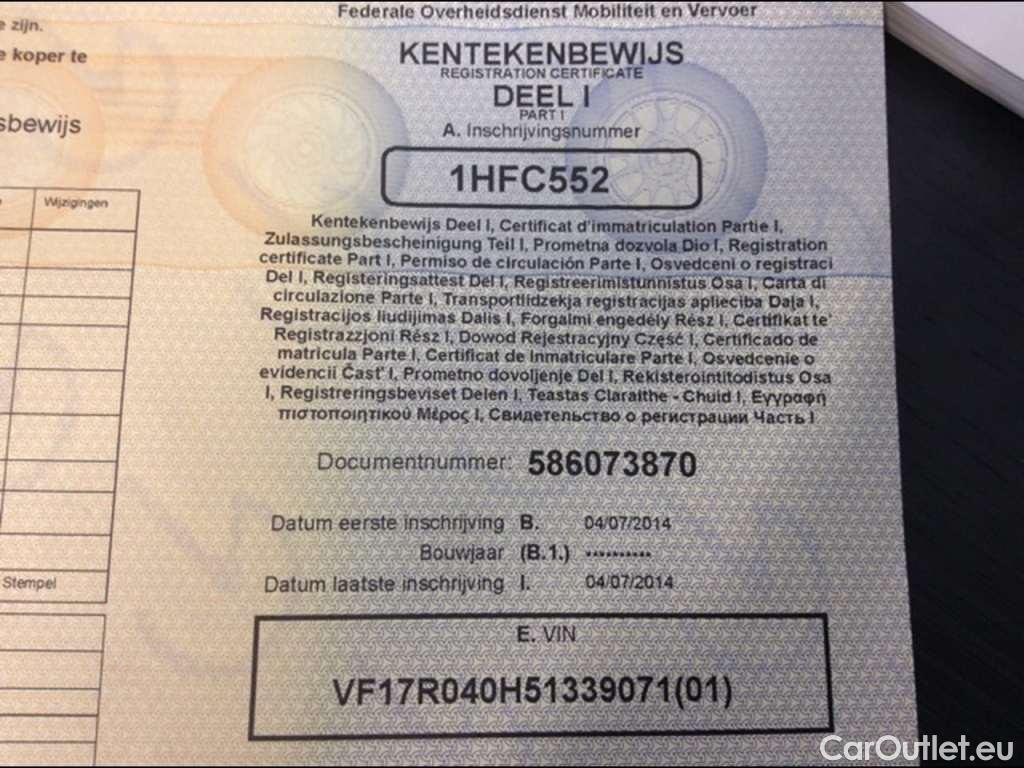 e zijn.
e koper te
sbewijs
Wijzigingen
Stempel
Federale Overheidsdienst Mobiliteit en Vervoer
KENTEKENBEWIJS
REGISTRATION CERTIFICATE
DEEL I
PART I
A. Inschrijvingsnummer
1HFC552
Kentekenbewijs Deel I, Certificat d'immatriculation Partie I,
Zulassungsbescheinigung Teil I, Prometna dozvola Dio I, Registration
certificate Part I, Permiso de circulación Parte I, Osvedceni o registraci
Del I, Registeringsattest Del I, Registreerimistunnistus Osa I, Carta di
circulazione Parte I, Transportlidzekja registracijas aplieciba Daļa I,
Registracijos liudijimas Dalis I, Forgalmi engedély Rész I, Certifikat te'
Registrazzjoni Rész I, Dowod Rejestracyjny Część I, Certificado de
matricula Parte I, Certificat de Inmatriculare Parte I, Osvedcenie o
evidencii Čast' I, Prometno dovoljenje Del I, Rekisterointitodistus Osa
I, Registreringsbeviset Delen I, Teastas Claraithe - Chuid I, Εγγραφή
πιστοποιητικού Μέρος I, Свидетельство о регистрации Часть I
Documentnummer: 586073870
Datum eerste inschrijving B. 04/07/2014
Bouwjaar (B.1.) **********
Datum laatste inschrijving I. 04/07/2014
E. VIN
VF17R040H51339071(01)
CarOutlet.eu